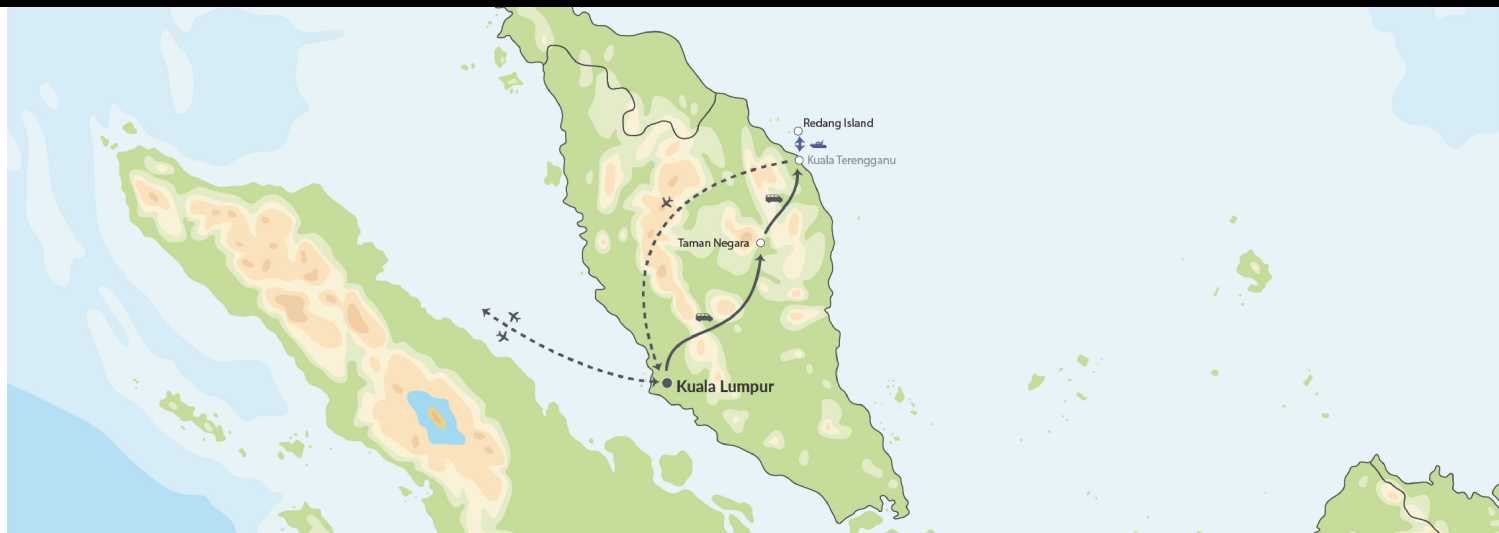 Redang Island
Kuala Terengganu
Taman Negara
Kuala Lumpur